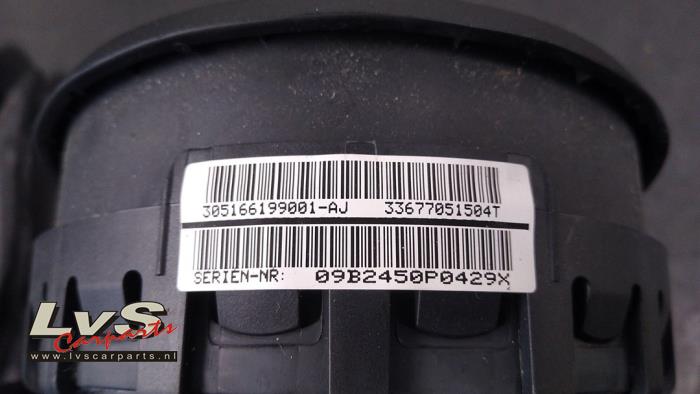 305166199001-AJ 33677051504T
SERIEN-NR: 09B2450P0429X
LvS
Carparts
www.lvscarparts.nl